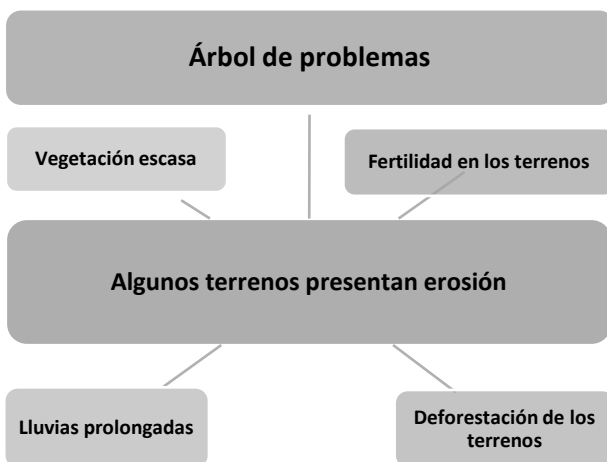 Árbol de problemas
Vegetación escasa
Fertilidad en los terrenos
Algunos terrenos presentan erosión
Lluvias prolongadas
Deforestación de los
terrenos